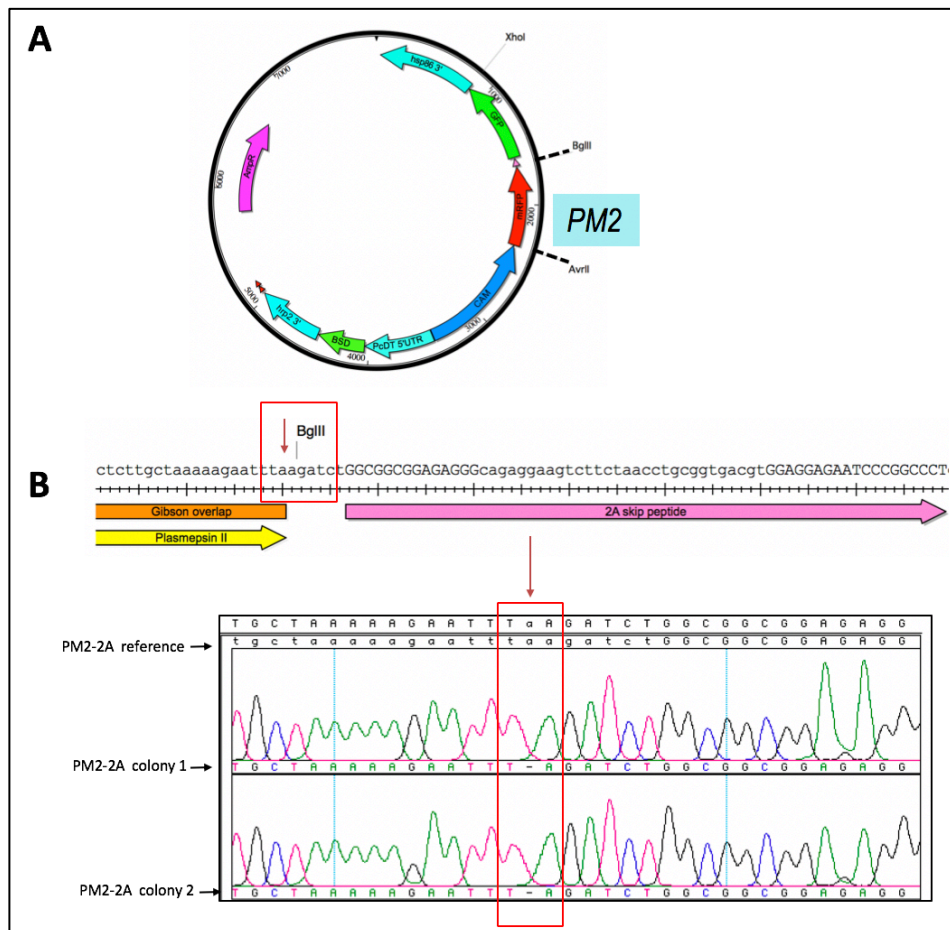 A
XhoI
hsp86 3'
7000
1000
GFP
BglII
AmpR
6000
mRFP
2000
PM2
AvrII
CAM
5000
hrp2 3'
3000
BSD
PcDT 5'UTR
4000
BglII
ctcttgctaaaaagaatttaagatctGGCGGCGGAGAGGGcagaggaagtcttctaacctgcggtgacgtGGAGGAGAATCCCGGCCCT
B
Gibson overlap
2A skip peptide
Plasmepsin II
T G C T A A A A A G A A T T T a A G A T C T G G C G G C G G A G A G G
PM2-2A reference
t g c t a a a a a g a a t t t a a g a t c t G G C G G C G G A G A G G
PM2-2A colony 1
T G C T A A A A A G A A T T T - A G A T C T G G C G G C G G A G A G G
PM2-2A colony 2
T G C T A A A A A G A A T T T - A G A T C T G G C G G C G G A G A G G